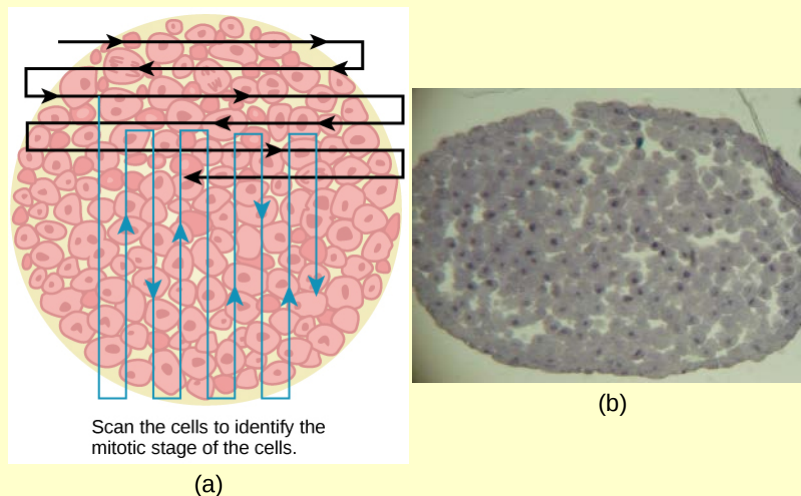 Scan the cells to identify the
mitotic stage of the cells.
(a)
(b)